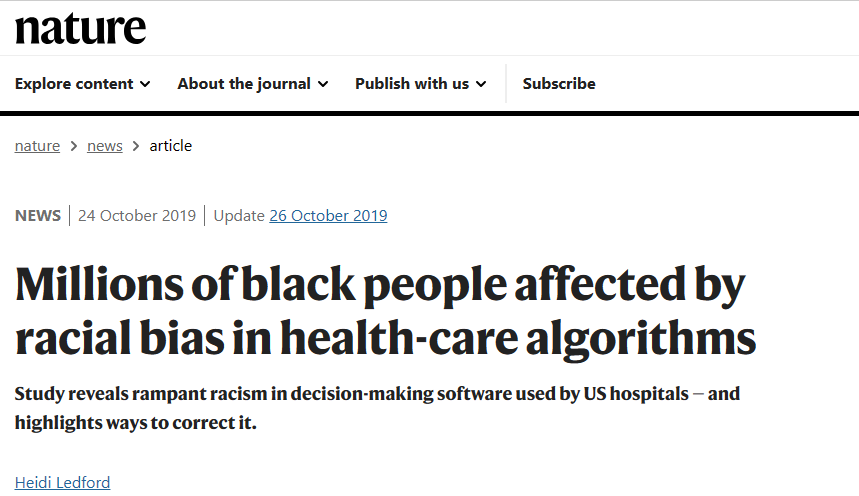 nature
Explore content About the journal Publish with us Subscribe
nature > news > article
NEWS | 24 October 2019 | Update 26 October 2019
Millions of black people affected by
racial bias in health-care algorithms
Study reveals rampant racism in decision-making software used by US hospitals — and
highlights ways to correct it.
Heidi Ledford